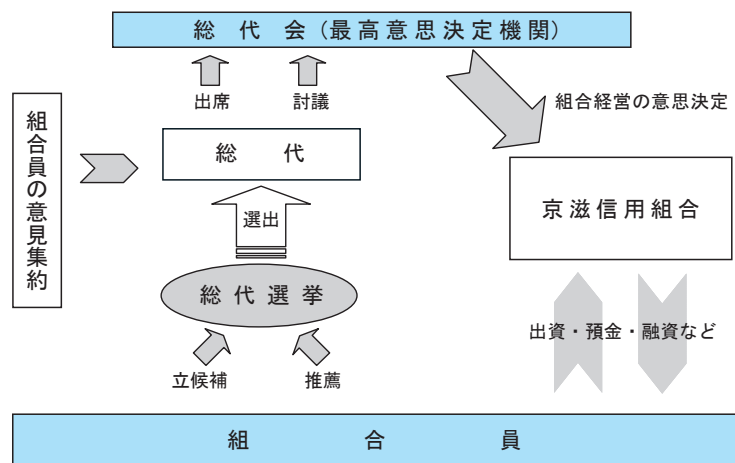 総代会（最高意思決定機関）
出席
討議
組合経営の意思決定
組合員の意見集約
総代
京滋信用組合
選出
総代選挙
出資・預金・融資など
立候補
推薦
組合員